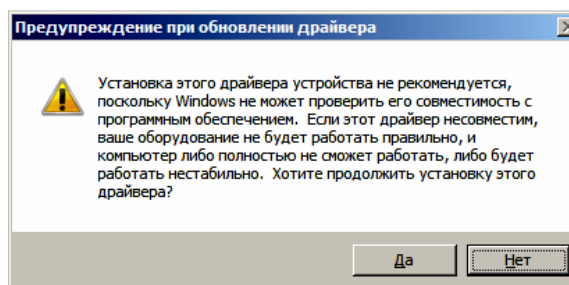 Предупреждение при обновлении драйвера
Установка этого драйвера устройства не рекомендуется,
поскольку Windows не может проверить его совместимость с
программным обеспечением. Если этот драйвер несовместим,
ваше оборудование не будет работать правильно, и
компьютер либо полностью не сможет работать, либо будет
работать нестабильно. Хотите продолжить установку этого
драйвера?
Да
Нет